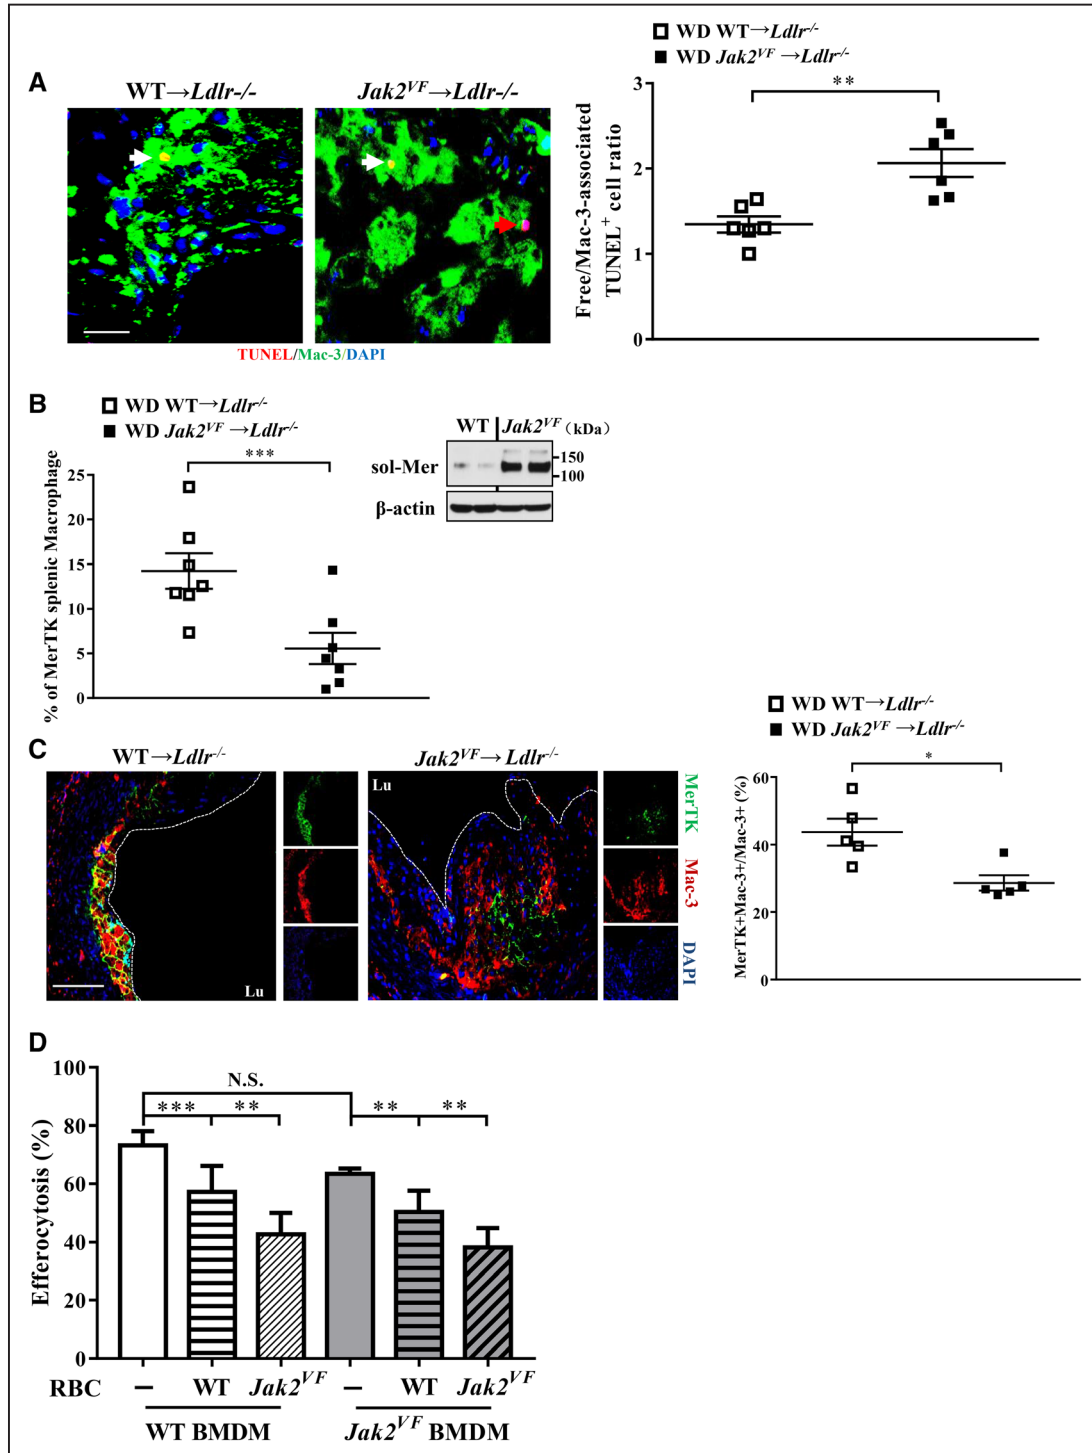 A
WT→Ldlr-/-
Jak2VF→Ldlr-/-
TUNEL/Mac-3/DAPI
WD WT→Ldlr-/-
WD Jak2VF →Ldlr-/-
**
Free/Mac-3-associated
TUNEL+ cell ratio
3
2
1
0
B
WD WT→Ldlr-/-
WD Jak2VF →Ldlr-/-
***
% of MerTK splenic Macrophage
25
20
15
10
5
0
WT Jak2VF (kDa)
sol-Mer
150
100
β-actin
C
WT→Ldlr-/-
Jak2VF→Ldlr-/-
Lu
Lu
MerTK
Mac-3
DAPI
WD WT→Ldlr-/-
WD Jak2VF →Ldlr-/-
*
MerTK+Mac-3+/Mac-3+ (%)
60
40
20
0
D
Efferocytosis (%)
100
80
60
40
20
0
N.S.
*** ** ** **
RBC – WT Jak2VF – WT Jak2VF
WT BMDM Jak2VF BMDM